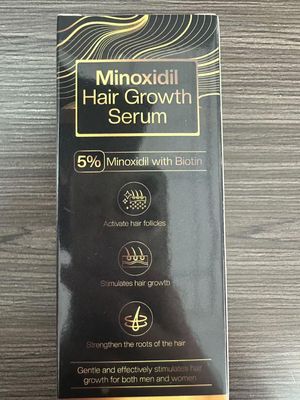 Minoxidil
Hair Growth
Serum
5% Minoxidil with Biotin
Activate hair follicles
Stimulates hair growth
Strengthen the roots of the hair
Gentle and effectively stimulates hair
growth for both men and women